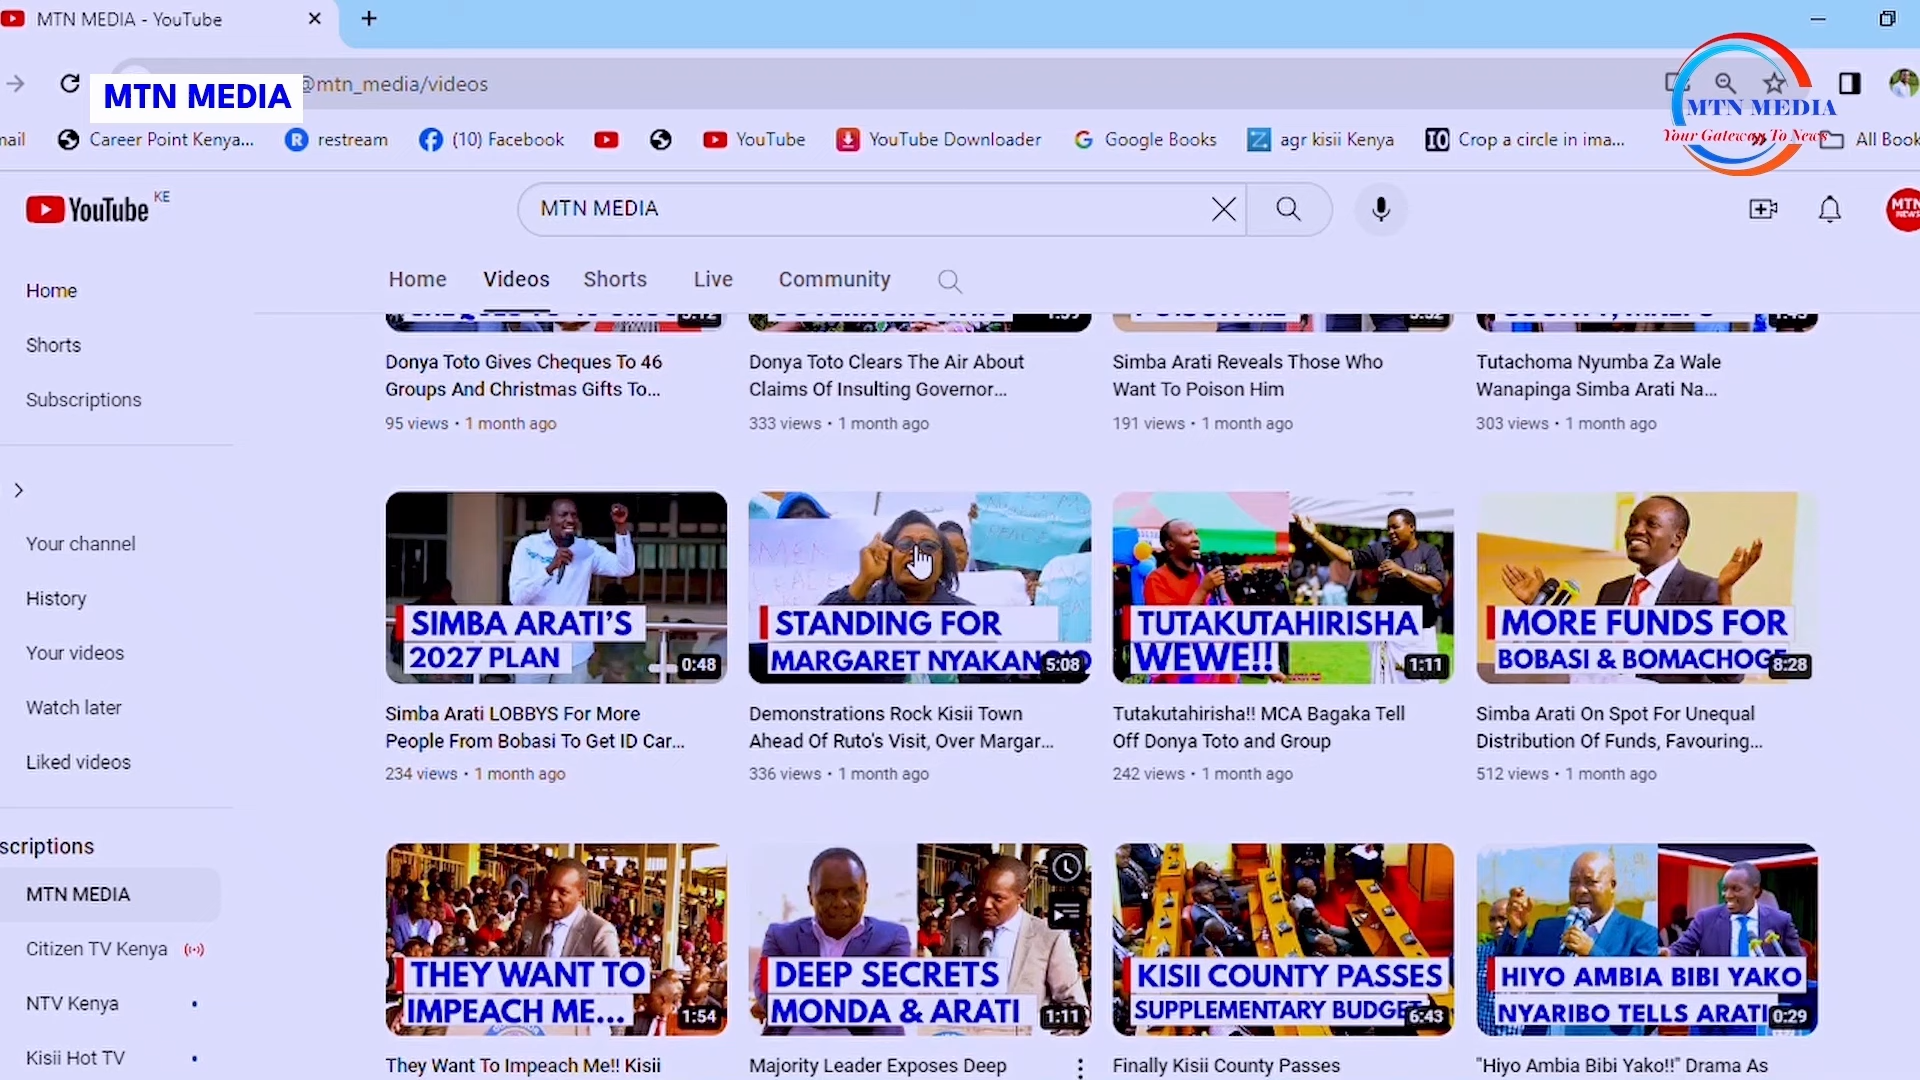 MTN MEDIA - YouTube
MTN MEDIA
@mtn_media/videos
MTN MEDIA
Your Gateway To News
mail
Career Point Kenya...
restream
(10) Facebook
YouTube
YouTube Downloader
Google Books
agr kisii Kenya
Crop a circle in ima...
All Book
YouTube KE
MTN MEDIA
MTN
NEWS
Home
Videos
Shorts
Live
Community
Home
Shorts
Subscriptions
Your channel
History
Your videos
Watch later
Liked videos
scriptions
MTN MEDIA
Citizen TV Kenya
NTV Kenya
Kisii Hot TV
Donya Toto Gives Cheques To 46
Groups And Christmas Gifts To...
95 views • 1 month ago
Donya Toto Clears The Air About
Claims Of Insulting Governor...
333 views • 1 month ago
Simba Arati Reveals Those Who
Want To Poison Him
191 views • 1 month ago
Tutachoma Nyumba Za Wale
Wanapinga Simba Arati Na...
303 views • 1 month ago
SIMBA ARATI'S
2027 PLAN
0:48
Simba Arati LOBBYS For More
People From Bobasi To Get ID Car...
234 views • 1 month ago
STANDING FOR
MARGARET NYAKAN
5:08
Demonstrations Rock Kisii Town
Ahead Of Ruto's Visit, Over Margar...
336 views • 1 month ago
TUTAKUTAHIRISHA
WEWE!!
1:11
Tutakutahirisha!! MCA Bagaka Tell
Off Donya Toto and Group
242 views • 1 month ago
MORE FUNDS FOR
BOBASI & BOMACHOGE
8:28
Simba Arati On Spot For Unequal
Distribution Of Funds, Favouring...
512 views • 1 month ago
THEY WANT TO
IMPEACH ME...
1:54
They Want To Impeach Me!! Kisii
DEEP SECRETS
MONDA & ARATI
1:11
Majority Leader Exposes Deep
KISII COUNTY PASSES
SUPPLEMENTARY BUDGET
6:43
Finally Kisii County Passes
HIYO AMBIA BIBI YAKO
NYARIBO TELLS ARATI
0:29
"Hiyo Ambia Bibi Yako!!" Drama As